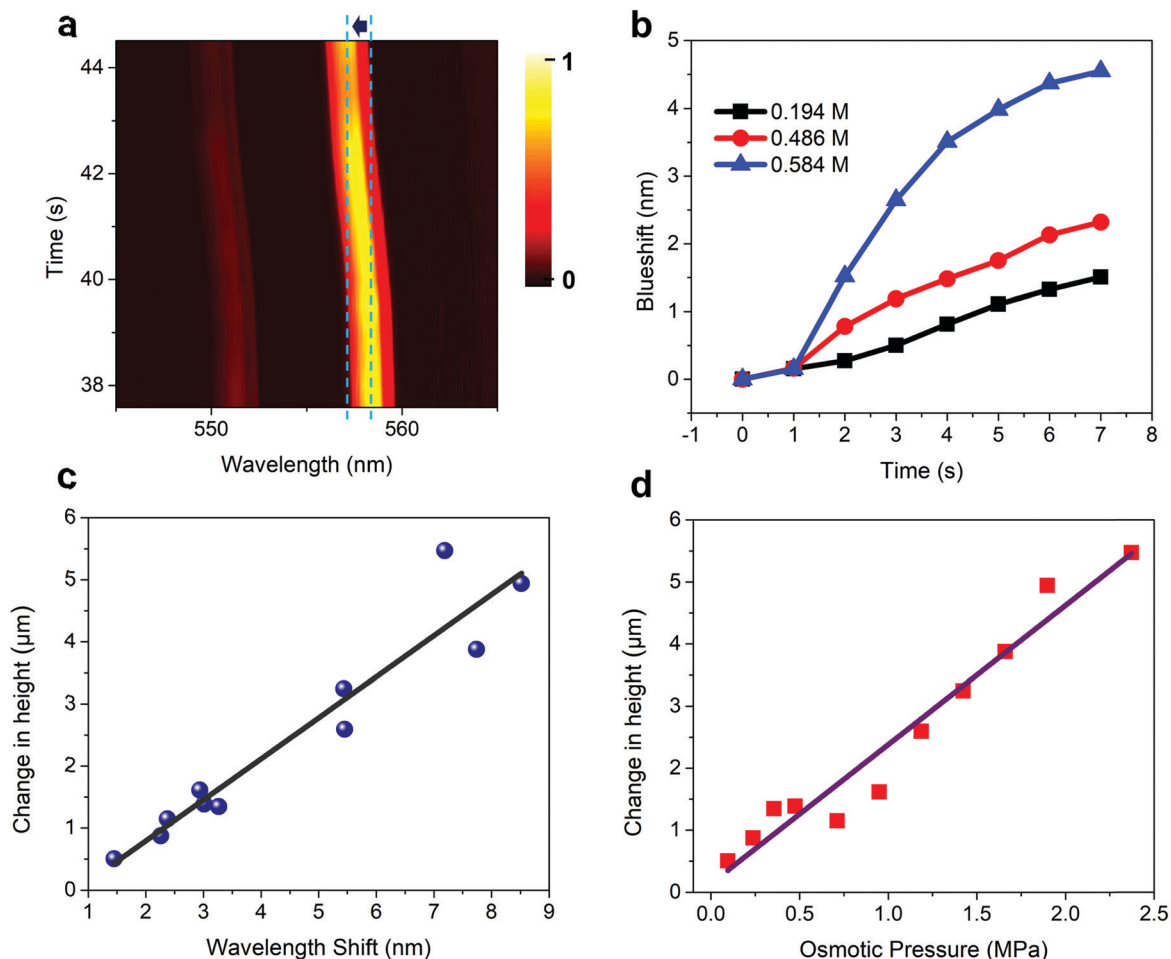 a
44
42
40
38
Time (s)
550
560
Wavelength (nm)
1
0
b
5
4
3
2
1
0
Blueshift (nm)
0.194 M
0.486 M
0.584 M
-1 0 1 2 3 4 5 6 7 8
Time (s)
c
6
5
4
3
2
1
0
Change in height (µm)
1 2 3 4 5 6 7 8 9
Wavelength Shift (nm)
d
6
5
4
3
2
1
0
Change in height (µm)
0.0 0.5 1.0 1.5 2.0 2.5
Osmotic Pressure (MPa)